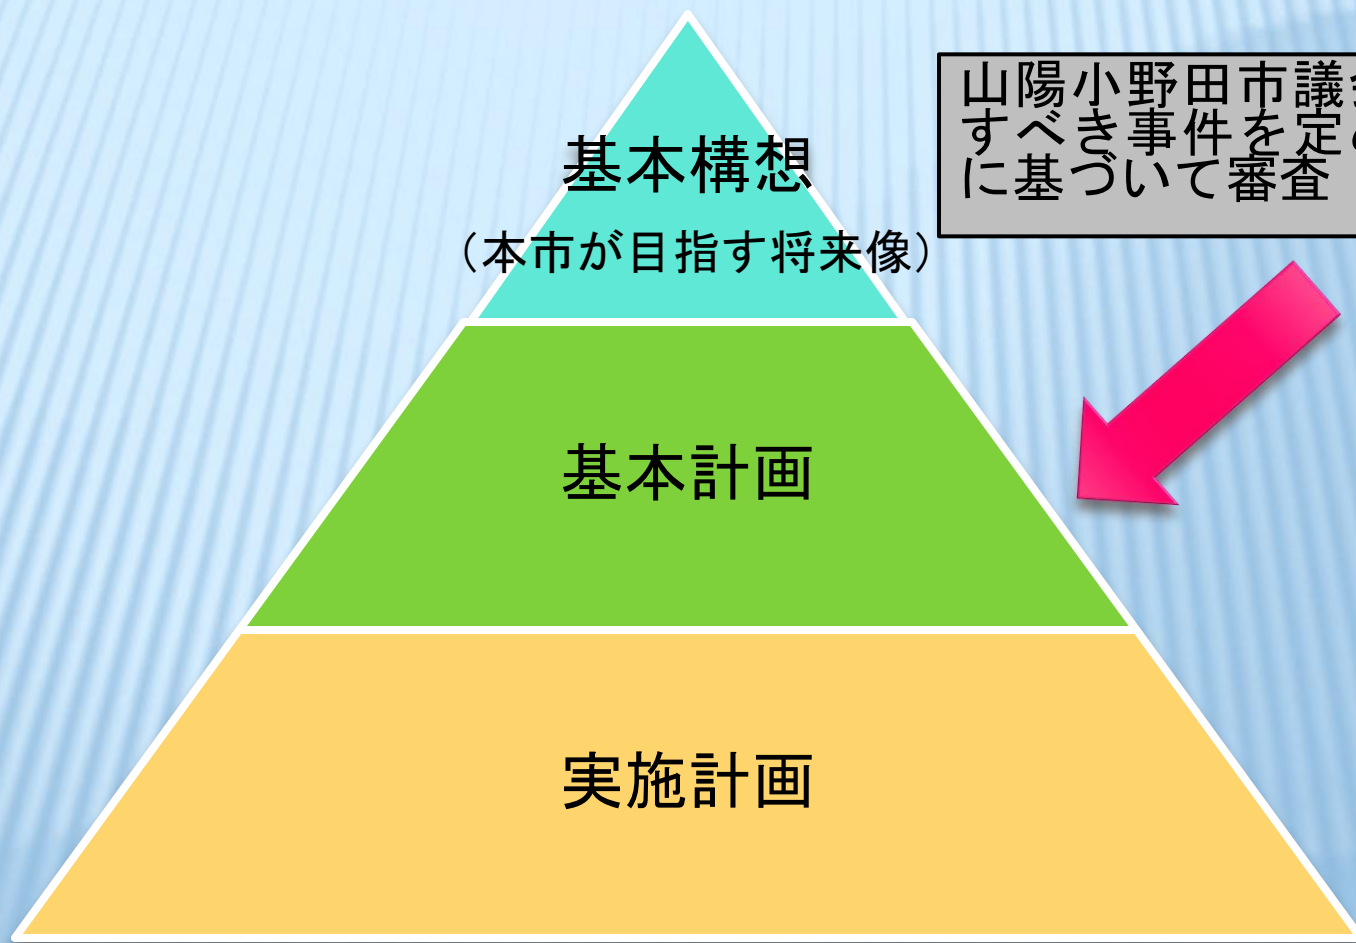 基本構想
（本市が目指す将来像）
山陽小野田市議
すべき事件を定
に基づいて審査
基本計画
実施計画